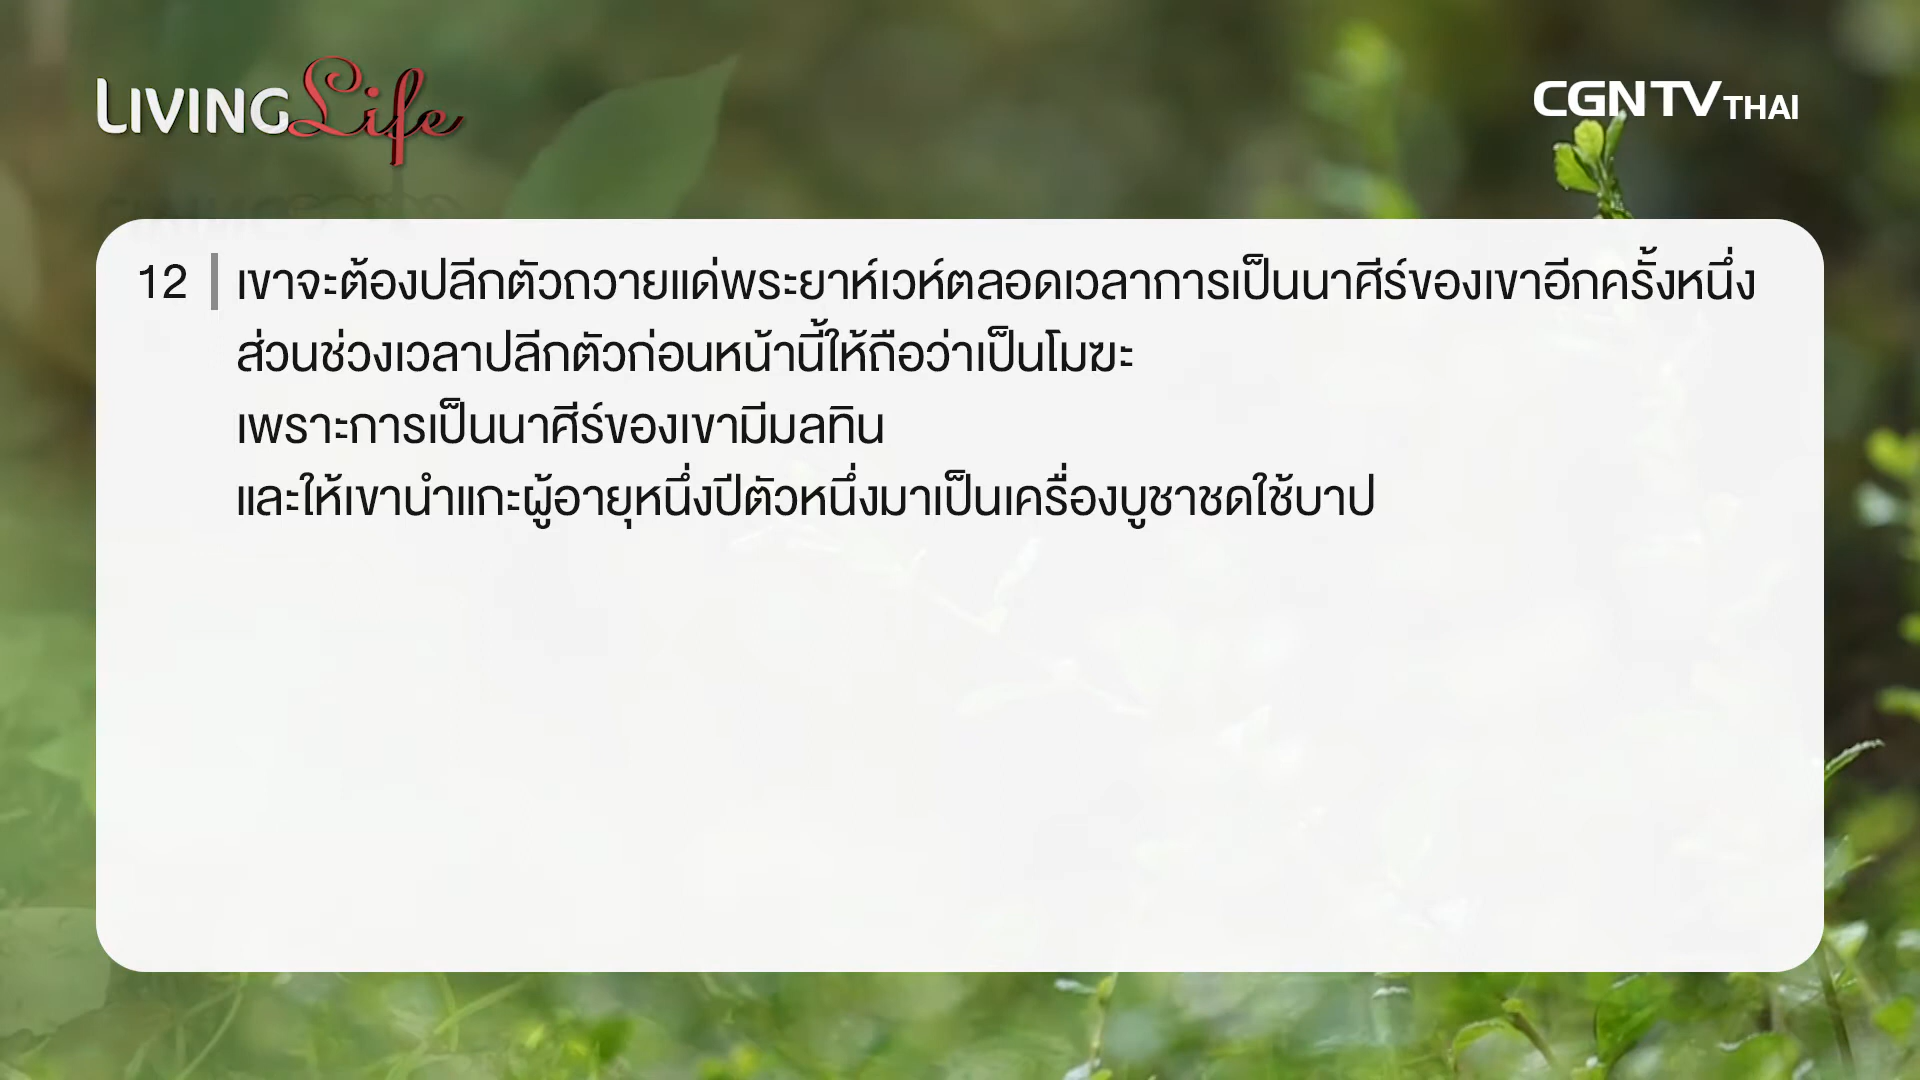 LIVING Life
CGNTV THAI
12 เขาจะต้องปลีกตัวถวายแด่พระยาห์เวห์ตลอดเวลาการเป็นนาศีร์ของเขาอีกครั้งหนึ่ง
ส่วนช่วงเวลาปลีกตัวก่อนหน้านี้ให้ถือว่าเป็นโมฆะ
เพราะการเป็นนาศีร์ของเขามีมลทิน
และให้เขานำแกะผู้อายุหนึ่งปีตัวหนึ่งมาเป็นเครื่องบูชาชดใช้บาป